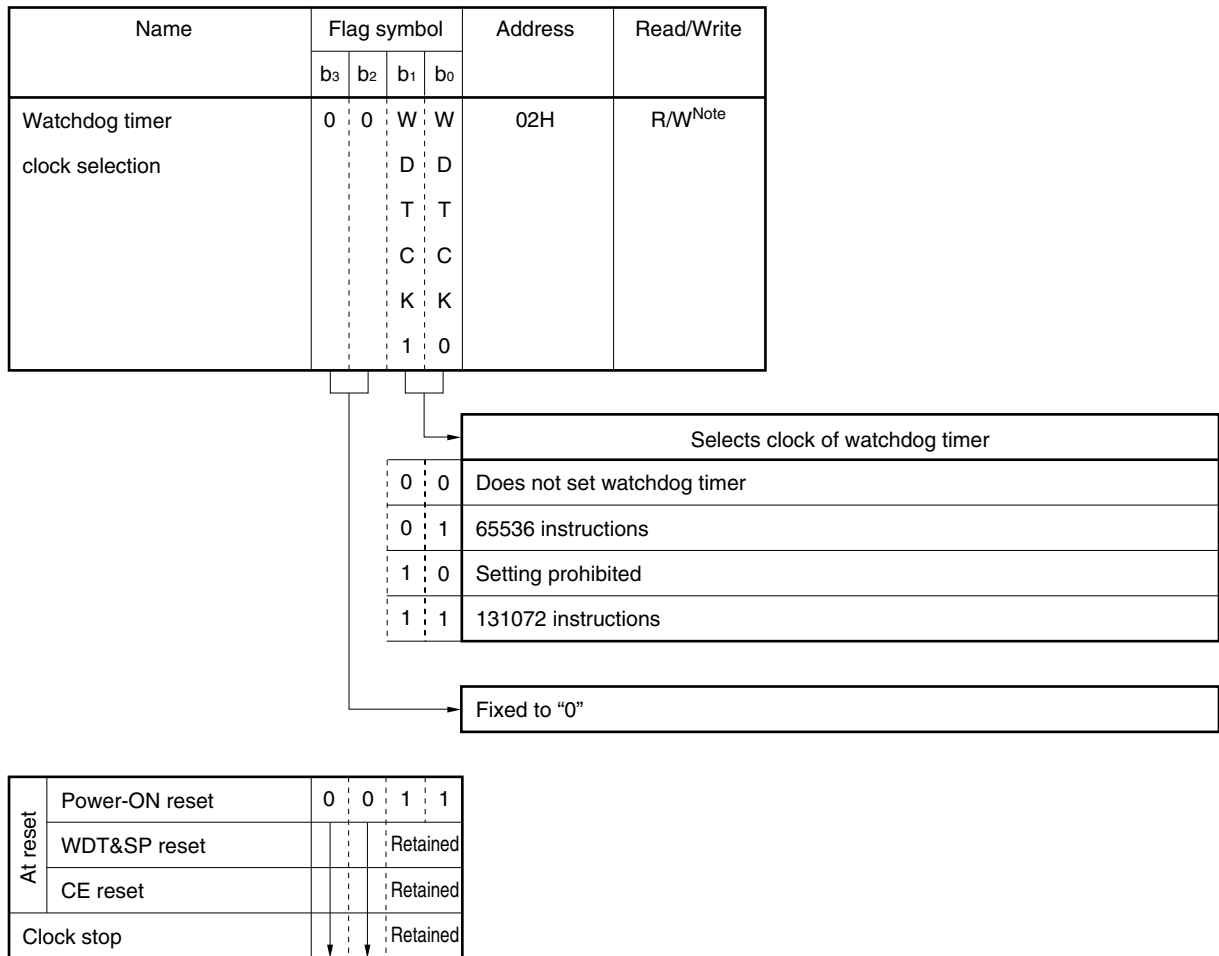 Name Flag symbol Address Read/Write
b3 b2 b1 b0
Watchdog timer 0 0 W W 02H R/WNote
clock selection D D
T T
C C
K K
1 0
Selects clock of watchdog timer
0 0 Does not set watchdog timer
0 1 65536 instructions
1 0 Setting prohibited
1 1 131072 instructions
Fixed to “0”
At reset
Power-ON reset 0 0 1 1
WDT&SP reset Retained
CE reset Retained
Clock stop Retained